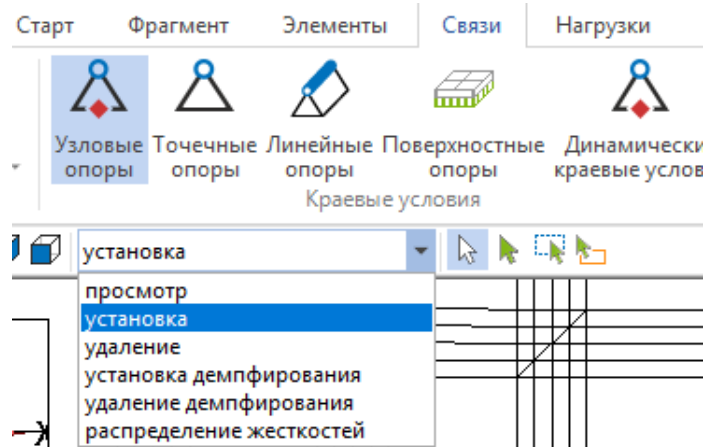 Старт Фрагмент Элементы Связи Нагрузки
Узловые Точечные Линейные Поверхностные Динамически
опоры опоры опоры опоры краевые услов
Краевые условия
установка
просмотр
установка
удаление
установка демпфирования
удаление демпфирования
распределение жесткостей